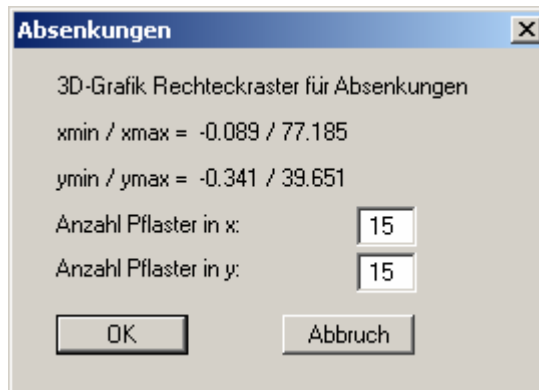 Absenkungen
3D-Grafik Rechteckraster für Absenkungen
xmin / xmax = -0.089 / 77.185
ymin / ymax = -0.341 / 39.651
Anzahl Pflaster in x: 15
Anzahl Pflaster in y: 15
OK Abbruch